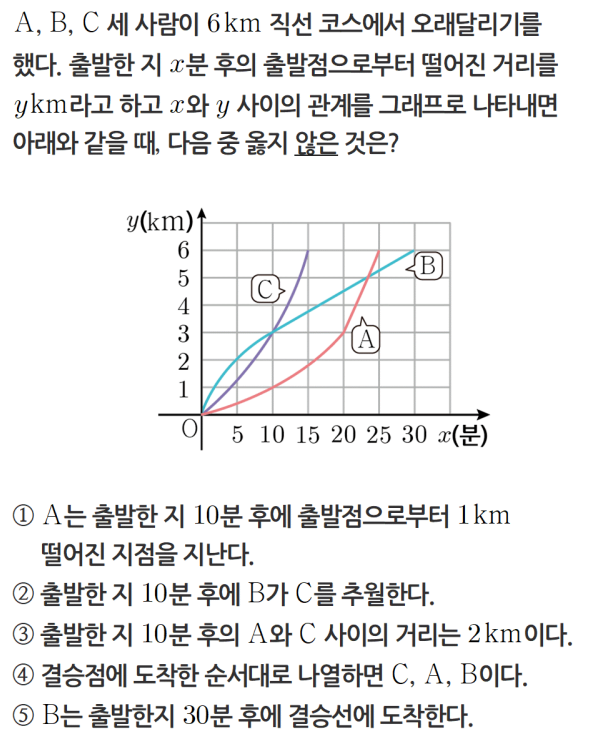 A, B, C 세 사람이 6km 직선 코스에서 오래달리기를
했다. 출발한 지 x분 후의 출발점으로부터 떨어진 거리를
y km라고 하고 x와 y 사이의 관계를 그래프로 나타내면
아래와 같을 때, 다음 중 옳지 않은 것은?
y(km)
6
5
4
3
2
1
C
B
A
O 5 10 15 20 25 30 x(분)
① A는 출발한 지 10분 후에 출발점으로부터 1km
떨어진 지점을 지난다.
② 출발한 지 10분 후에 B가 C를 추월한다.
③ 출발한 지 10분 후의 A와 C 사이의 거리는 2km이다.
④ 결승점에 도착한 순서대로 나열하면 C, A, B이다.
⑤ B는 출발한지 30분 후에 결승선에 도착한다.